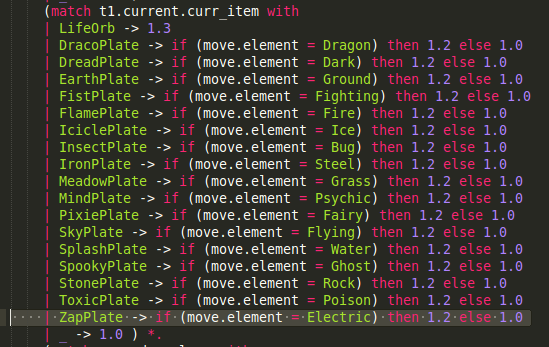 (match t1.current.curr_item with
| LifeOrb -> 1.3
| DracoPlate -> if (move.element = Dragon) then 1.2 else 1.0
| DreadPlate -> if (move.element = Dark) then 1.2 else 1.0
| EarthPlate -> if (move.element = Ground) then 1.2 else 1.0
| FistPlate -> if (move.element = Fighting) then 1.2 else 1.0
| FlamePlate -> if (move.element = Fire) then 1.2 else 1.0
| IciclePlate -> if (move.element = Ice) then 1.2 else 1.0
| InsectPlate -> if (move.element = Bug) then 1.2 else 1.0
| IronPlate -> if (move.element = Steel) then 1.2 else 1.0
| MeadowPlate -> if (move.element = Grass) then 1.2 else 1.0
| MindPlate -> if (move.element = Psychic) then 1.2 else 1.0
| PixiePlate -> if (move.element = Fairy) then 1.2 else 1.0
| SkyPlate -> if (move.element = Flying) then 1.2 else 1.0
| SplashPlate -> if (move.element = Water) then 1.2 else 1.0
| SpookyPlate -> if (move.element = Ghost) then 1.2 else 1.0
| StonePlate -> if (move.element = Rock) then 1.2 else 1.0
| ToxicPlate -> if (move.element = Poison) then 1.2 else 1.0
| ZapPlate -> if (move.element = Electric) then 1.2 else 1.0
| _ -> 1.0 ) *.